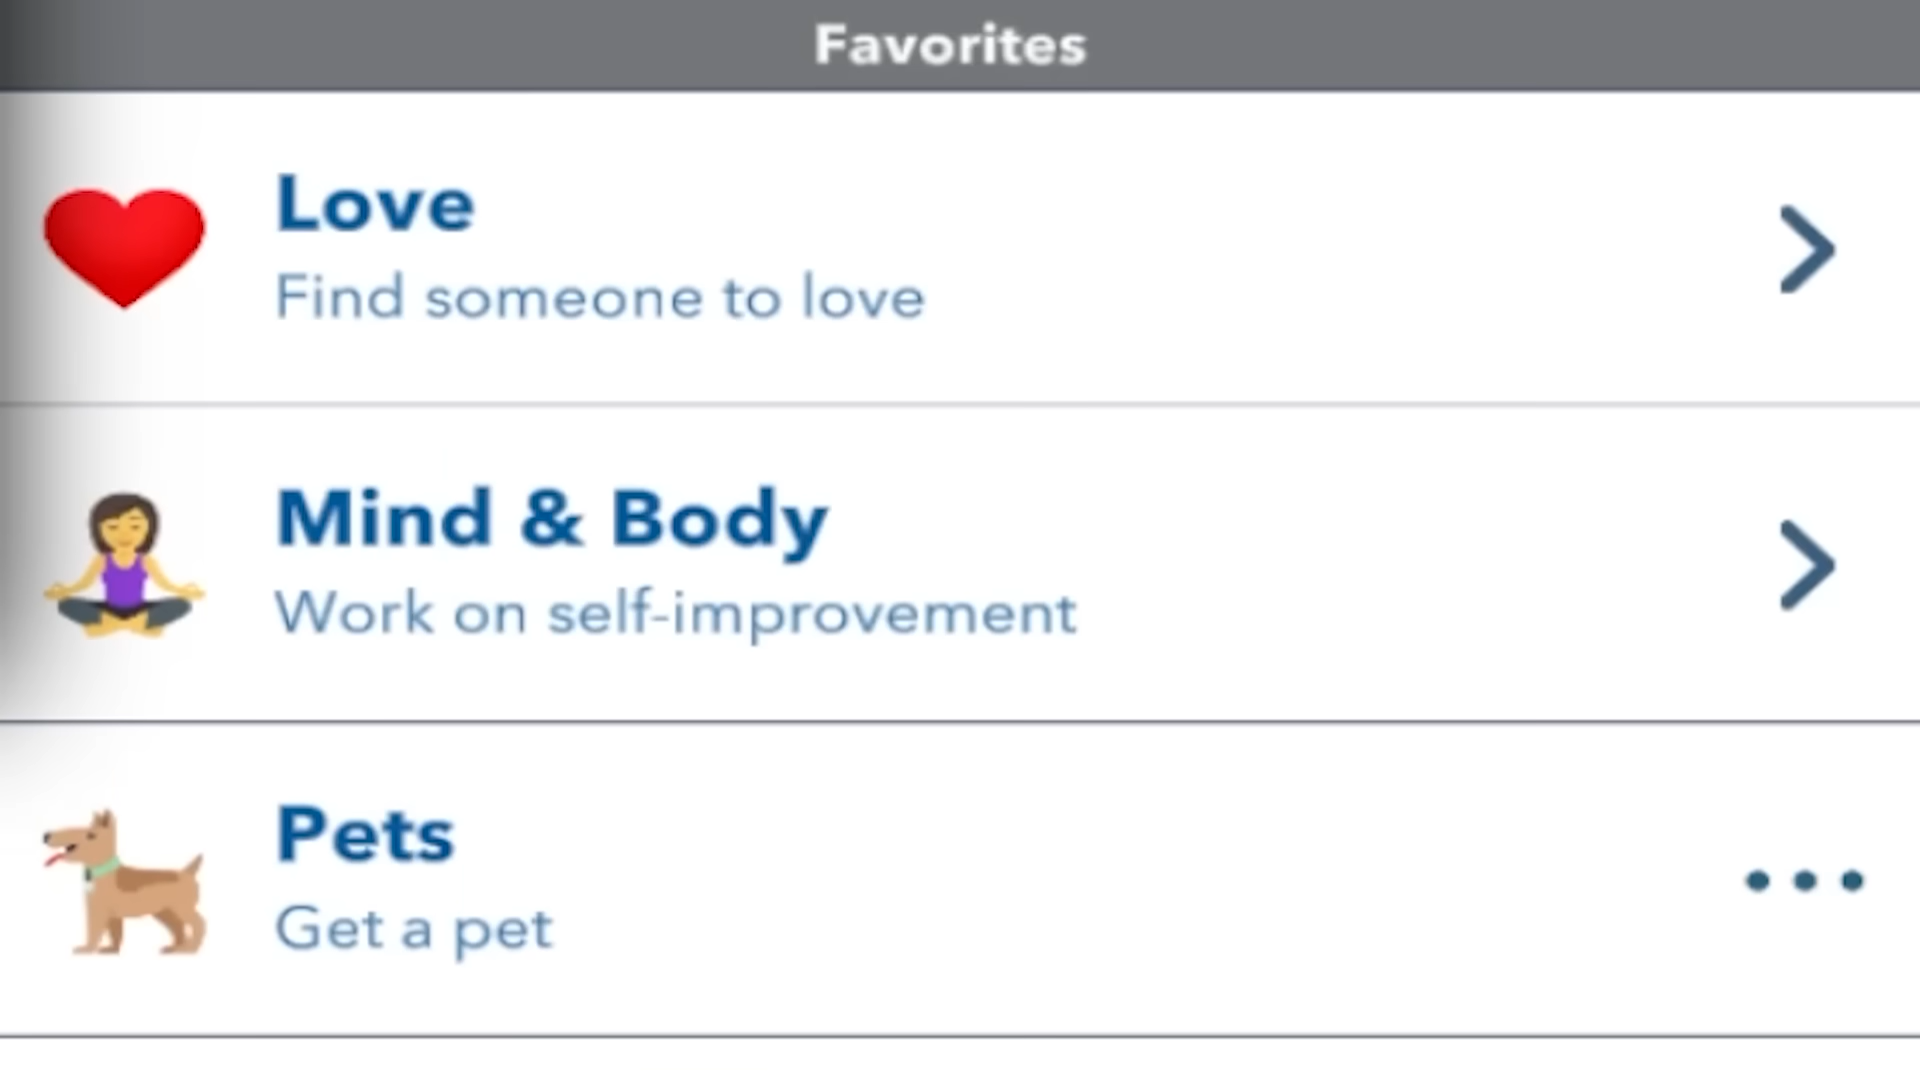 Favorites
Love
Find someone to love
Mind & Body
Work on self-improvement
Pets
Get a pet